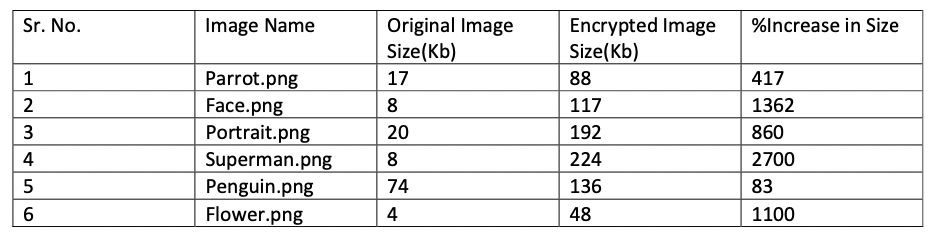 Sr. No. Image Name Original Image Size(Kb) Encrypted Image Size(Kb) %Increase in Size
1 Parrot.png 17 88 417
2 Face.png 8 117 1362
3 Portrait.png 20 192 860
4 Superman.png 8 224 2700
5 Penguin.png 74 136 83
6 Flower.png 4 48 1100